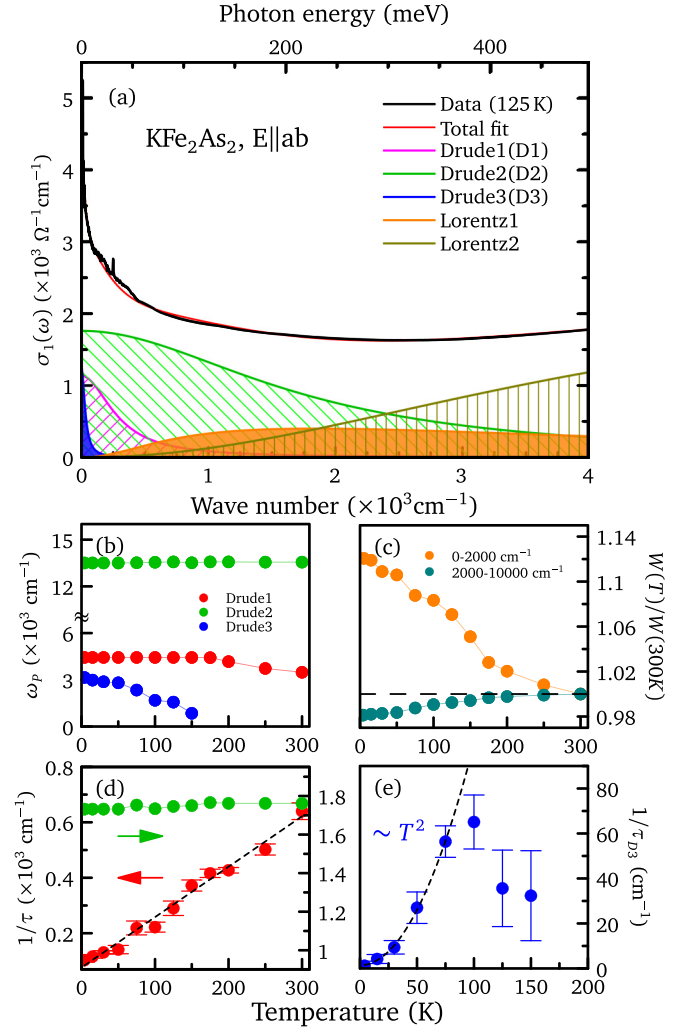 Photon energy (meV)
0 200 400
(a)
KFe₂As₂, E||ab
Data (125 K)
Total fit
Drude1(D1)
Drude2(D2)
Drude3(D3)
Lorentz1
Lorentz2
σ₁(ω) (×10³ Ω⁻¹cm⁻¹)
5
4
3
2
1
0
0 1 2 3 4
Wave number (×10³cm⁻¹)
(b)
ωₚ (×10³ cm⁻¹)
15
12
6
3
0
Drude1
Drude2
Drude3
0 100 200 300
(c)
0-2000 cm⁻¹
2000-10000 cm⁻¹
1.14
1.1
1.06
1.02
0.98
W(T)/W(300K)
0 100 200 300
(d)
1/τ (×10³ cm⁻¹)
0.8
0.6
0.4
0.2
1.8
1.6
1.4
1.2
1
0 100 200 300
(e)
~ T²
80
60
40
20
0
1/τ_D3 (cm⁻¹)
0 50 100 150 200
Temperature (K)